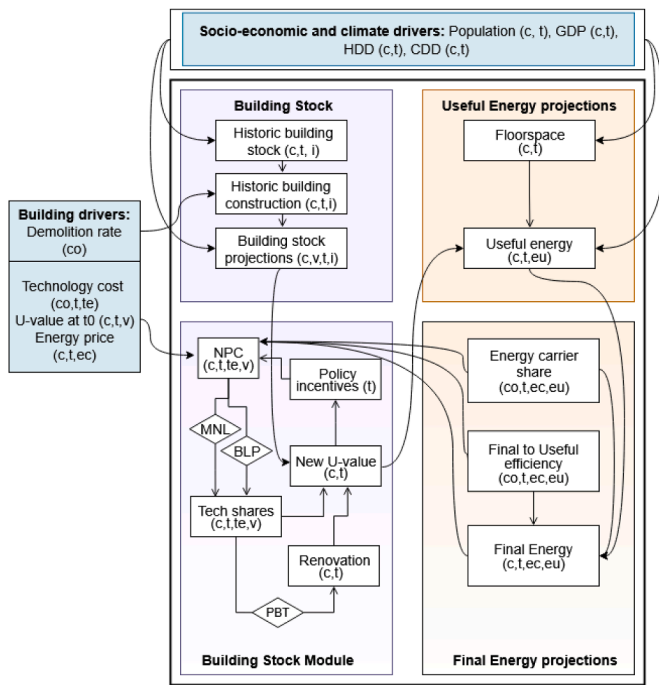 Socio-economic and climate drivers: Population (c, t), GDP (c,t),
HDD (c,t), CDD (c,t)
Building Stock
Historic building
stock (c,t, i)
Historic building
construction (c,t,i)
Building stock
projections (c,v,t,i)
Useful Energy projections
Floorspace
(c,t)
Useful energy
(c,t,eu)
Building drivers:
Demolition rate
(co)
Technology cost
(co,t,te)
U-value at t0 (c,t,v)
Energy price
(c,t,ec)
NPC
(c,t,te,v)
Policy
incentives (t)
MNL
BLP
New U-value
(c,t)
Tech shares
(c,t,te,v)
Renovation
(c,t)
PBT
Building Stock Module
Energy carrier
share
(co,t,ec,eu)
Final to Useful
efficiency
(co,t,ec,eu)
Final Energy
(c,t,ec,eu)
Final Energy projections